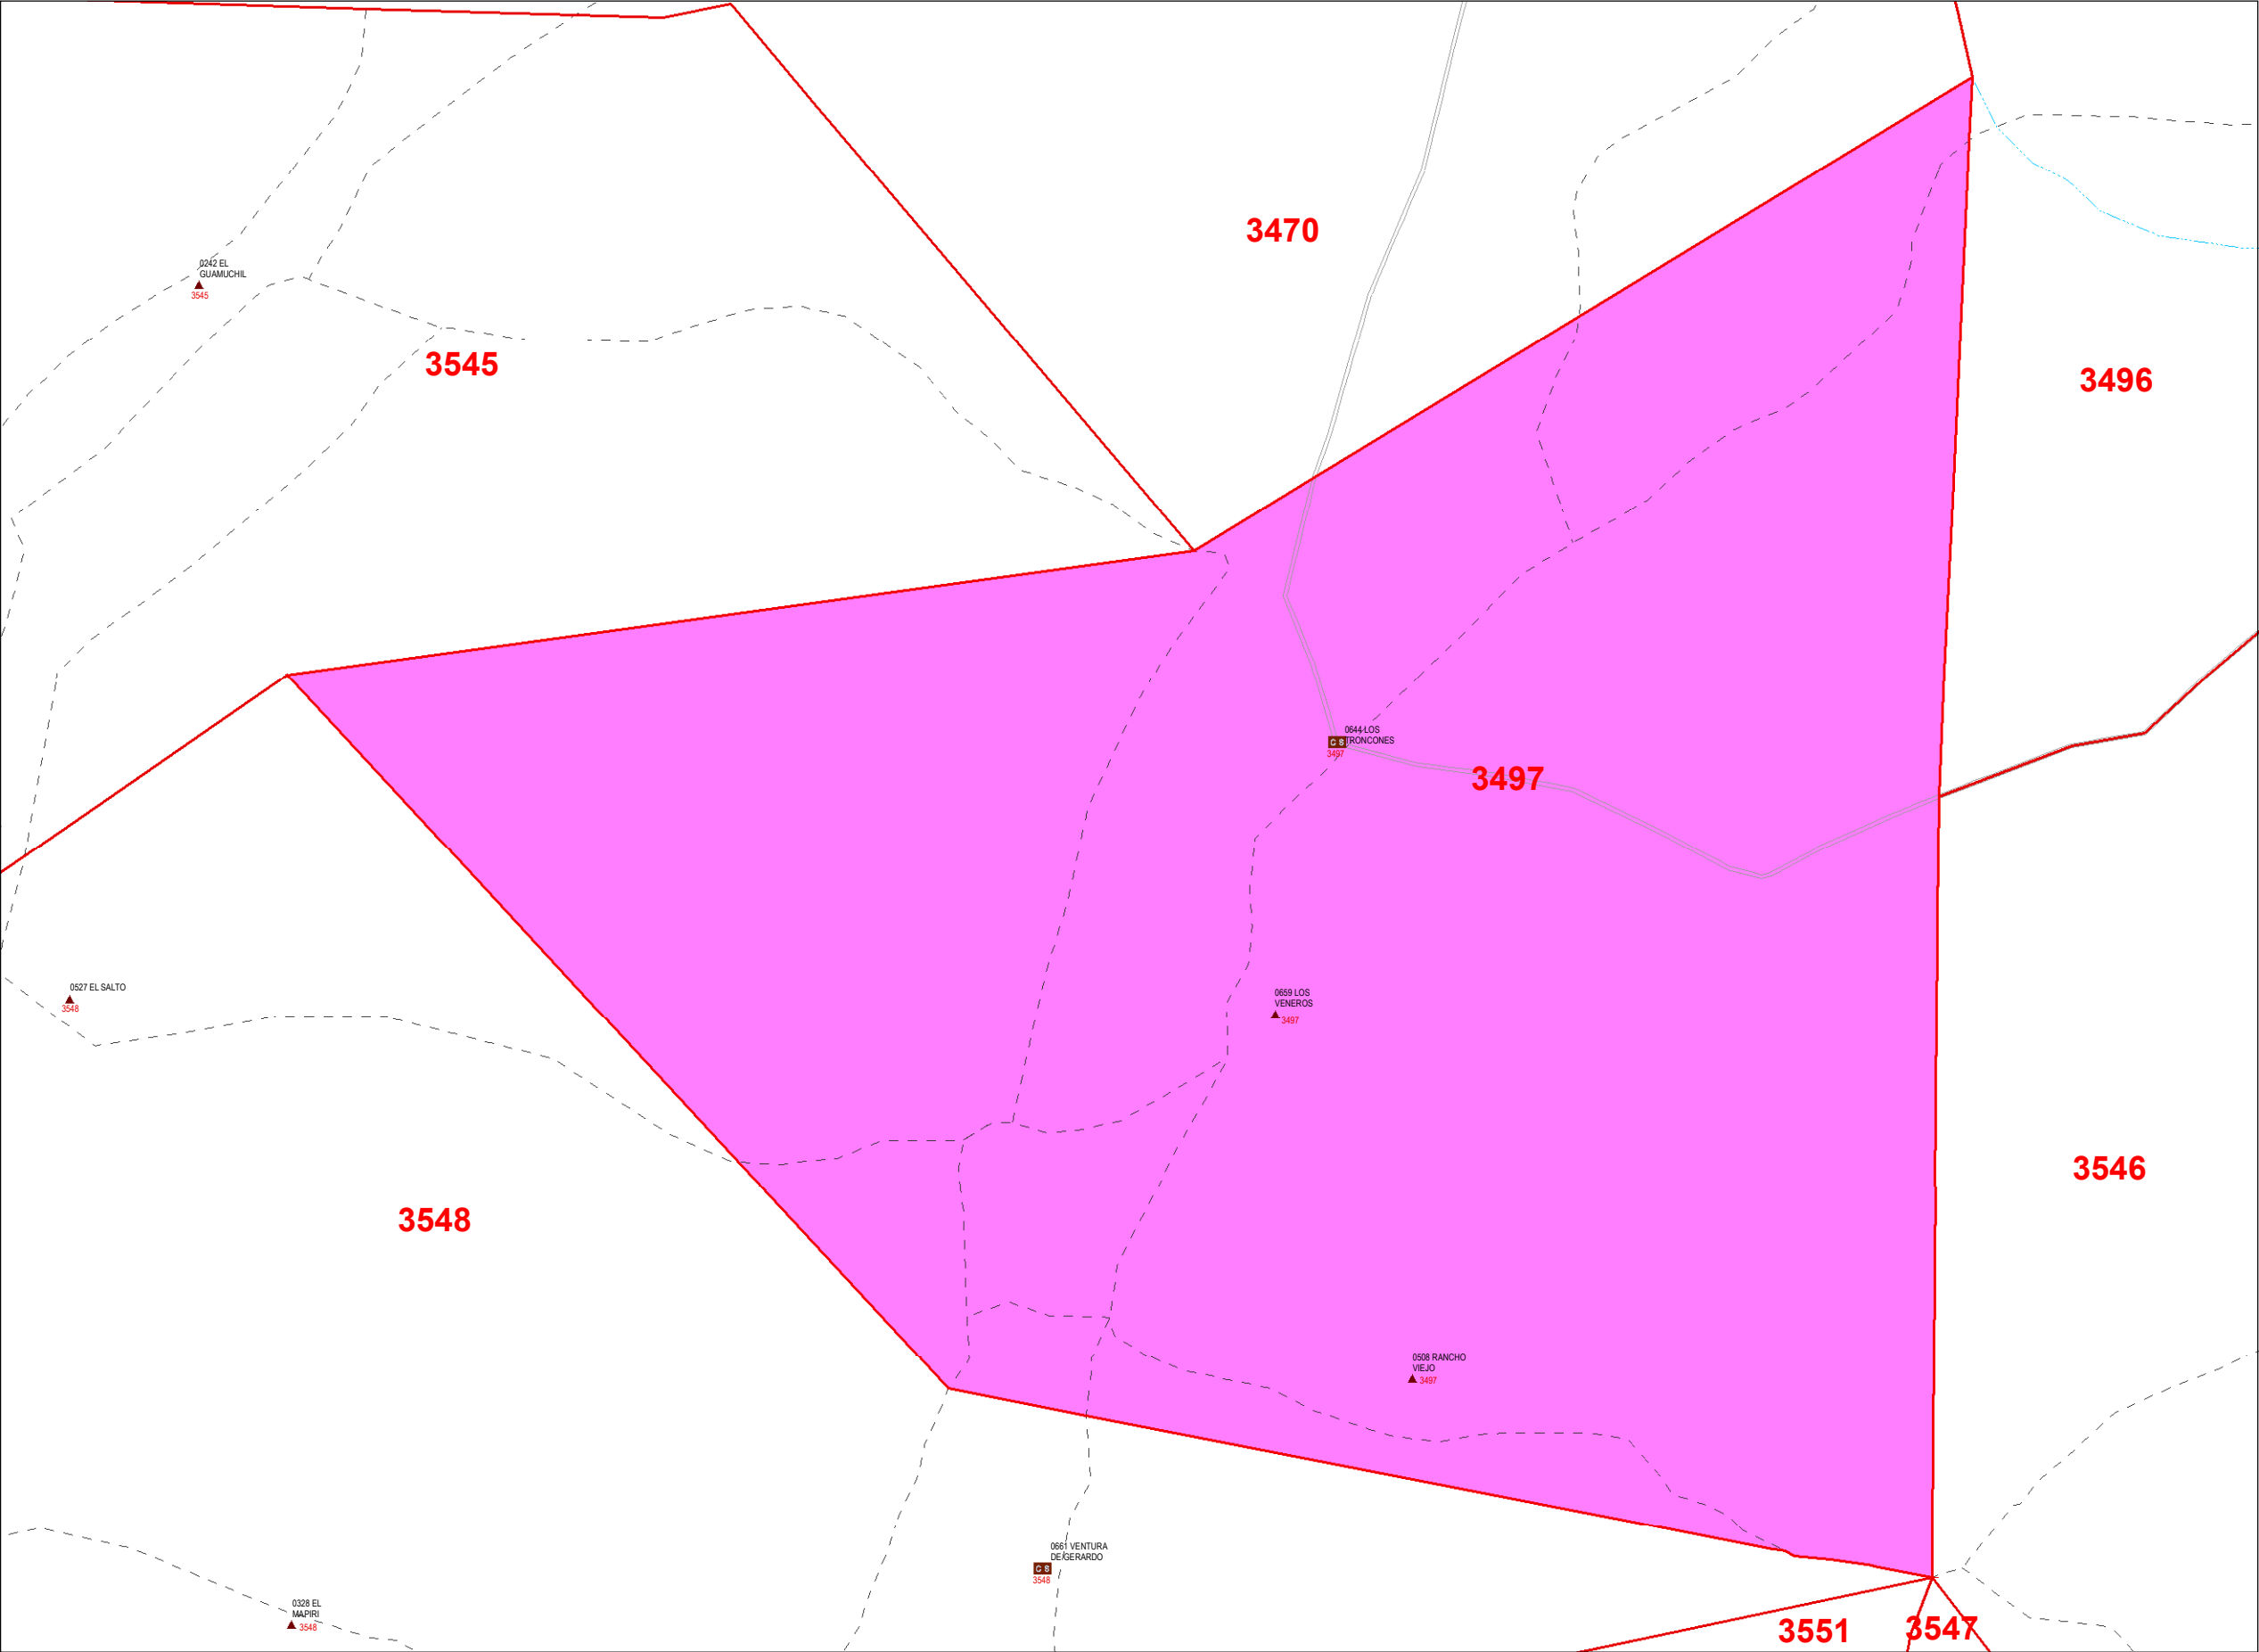 3470
0242 EL
GUAMUCHIL
3545
3545
3496
0644 LOS
C S TRONCONES
3497
3497
0527 EL SALTO
3548
0659 LOS
VENEROS
3497
3546
3548
0508 RANCHO
VIEJO
3497
0661 VENTURA
DE GERARDO
C S
3548
0328 EL
MAPIRI
3548
3551
3547